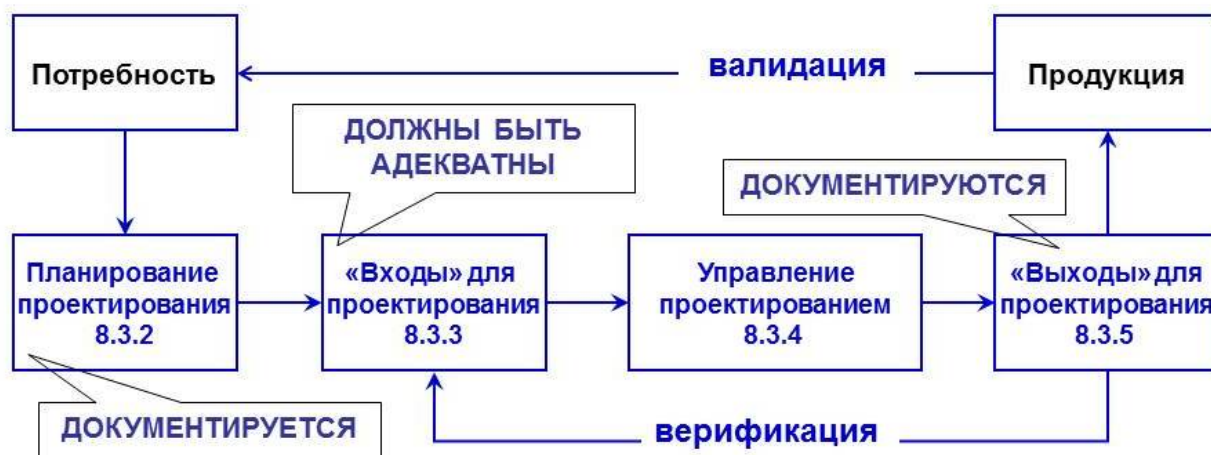 Потребность
валидация
Продукция
ДОЛЖНЫ БЫТЬ
АДЕКВАТНЫ
ДОКУМЕНТИРУЮТСЯ
Планирование
проектирования
8.3.2
«Входы» для
проектирования
8.3.3
Управление
проектированием
8.3.4
«Выходы» для
проектирования
8.3.5
ДОКУМЕНТИРУЕТСЯ
верификация